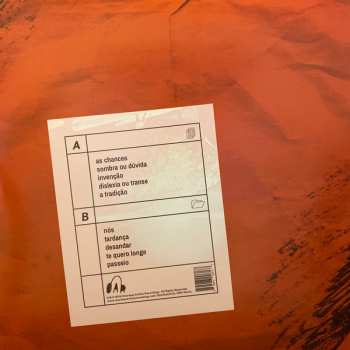 A
as chances
sombra ou dúvida
invenção
dislexia ou transe
a tradição
B
nós
tardança
desandar
te quero longe
passeio